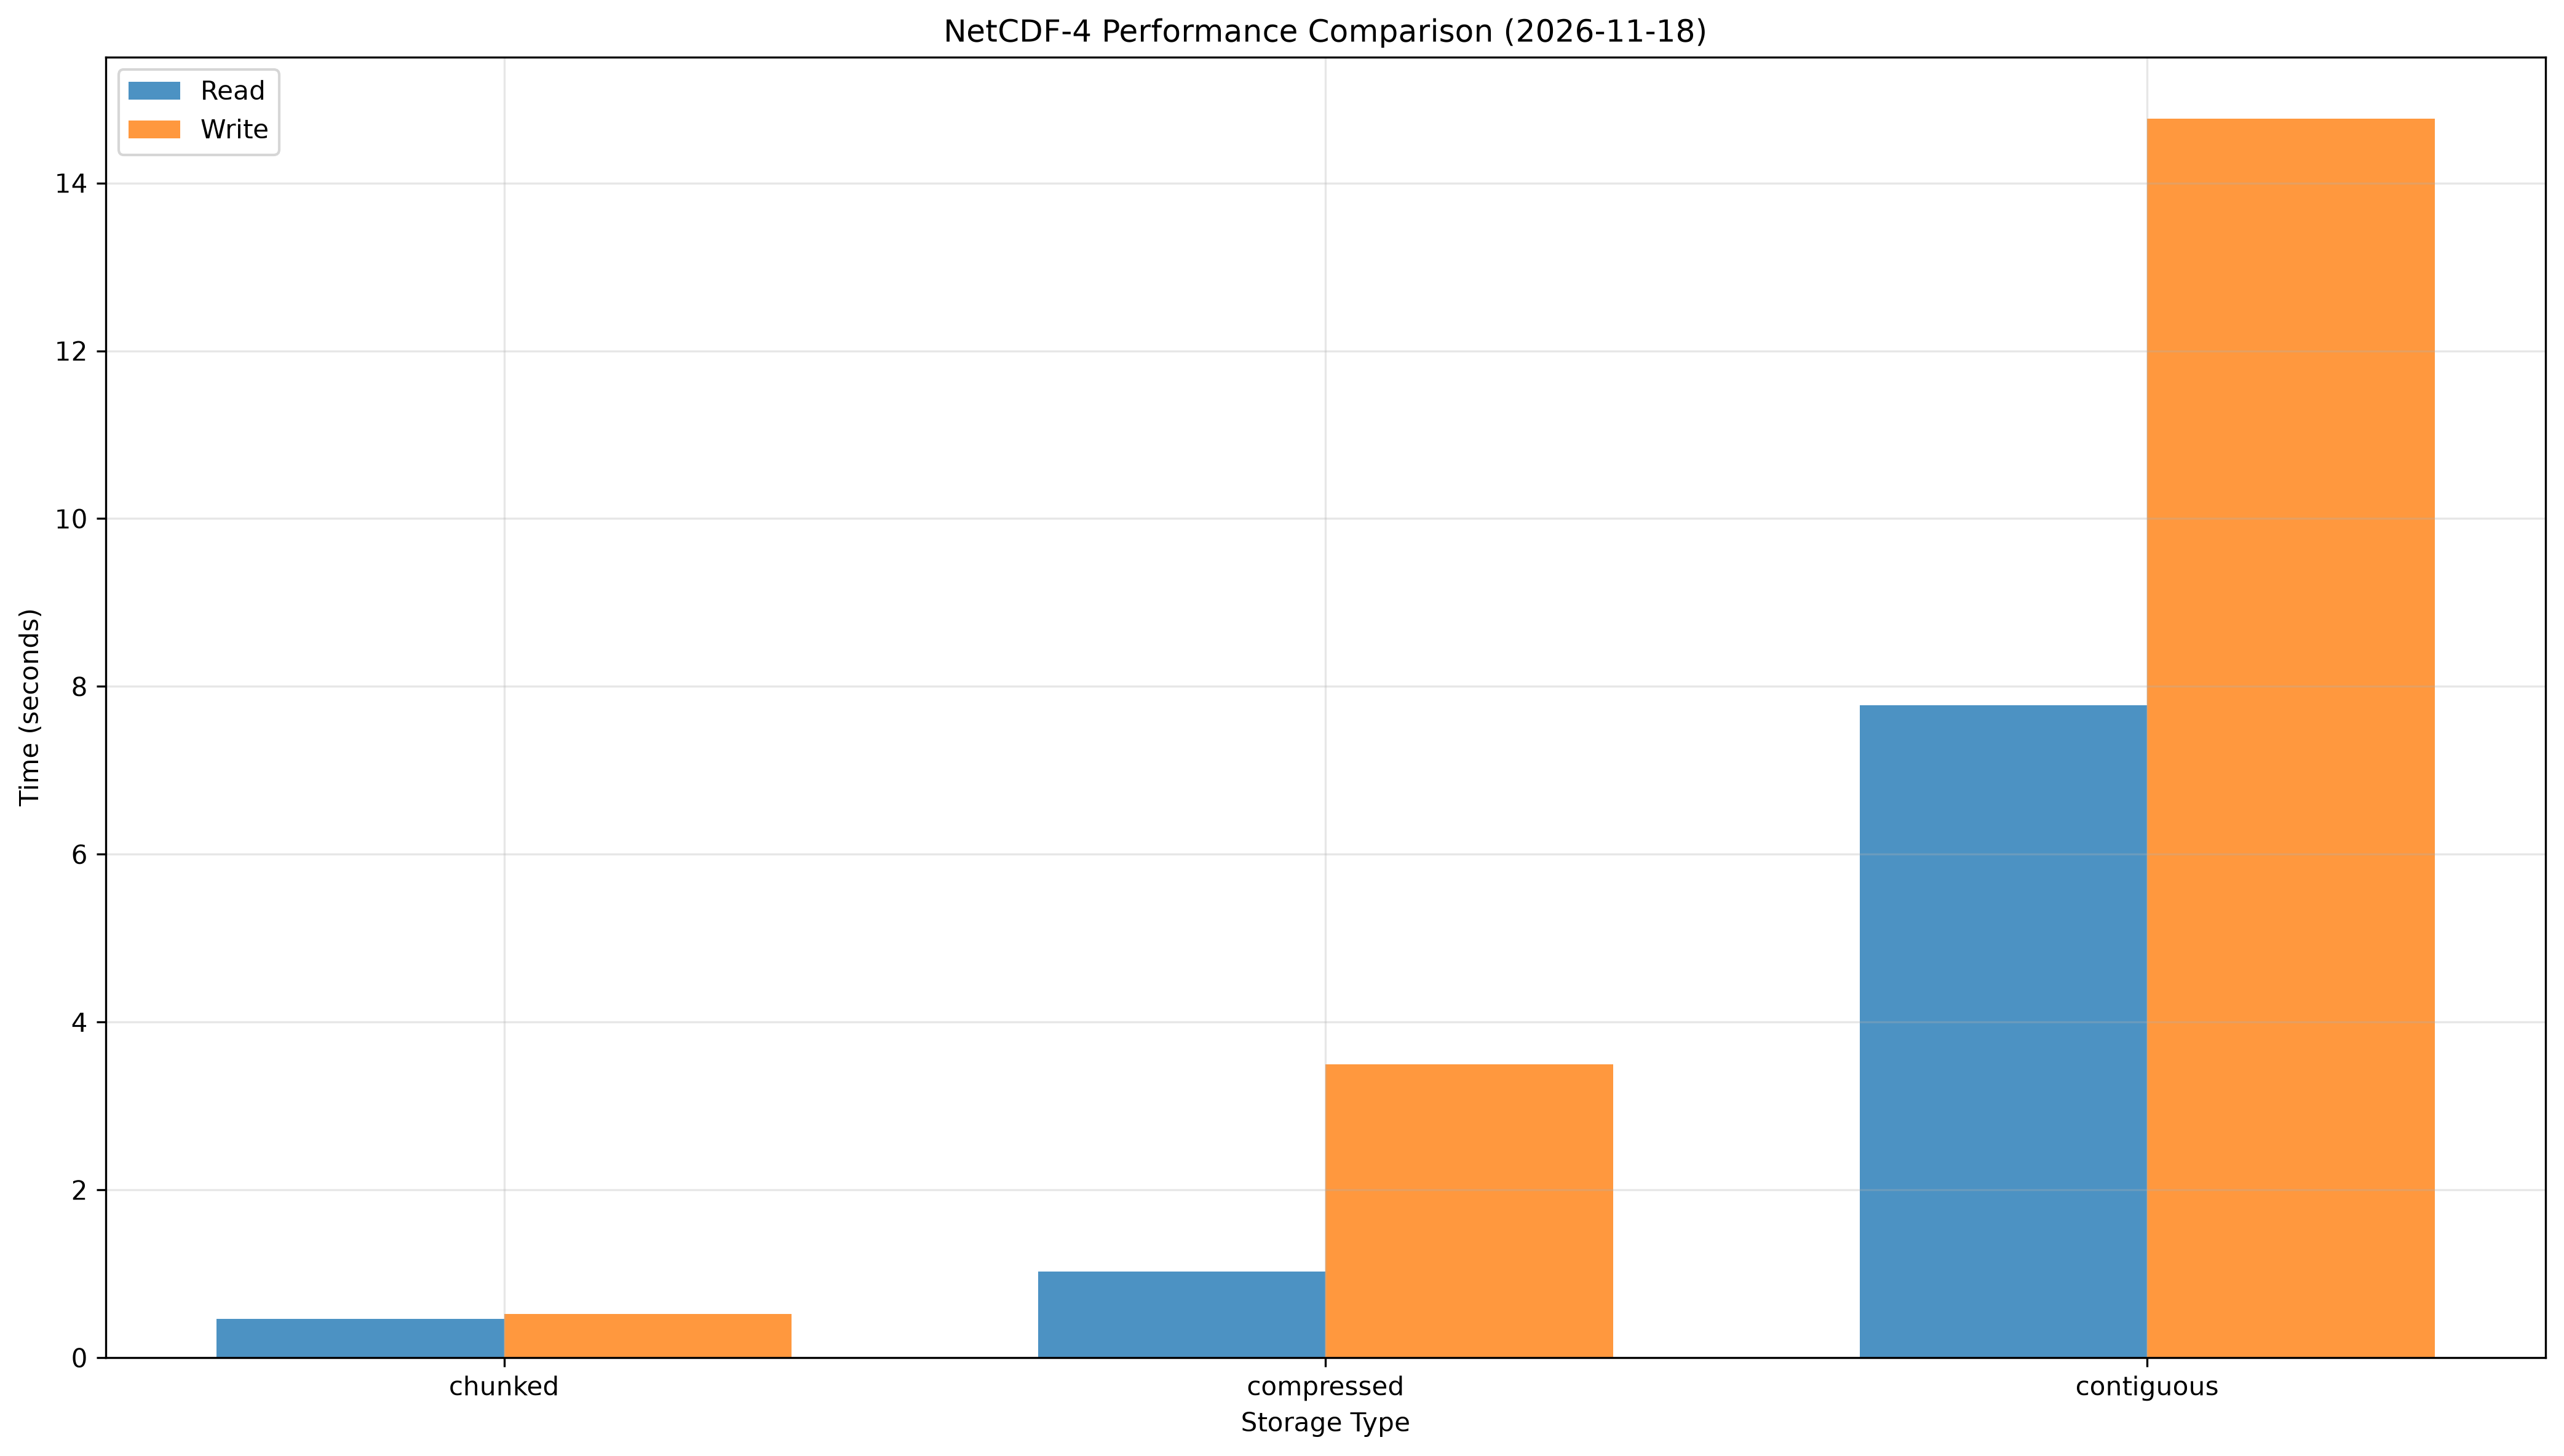 NetCDF-4 Performance Comparison (2026-11-18)
Read
Write
Time (seconds)
14
12
10
8
6
4
2
0
chunked
compressed
contiguous
Storage Type